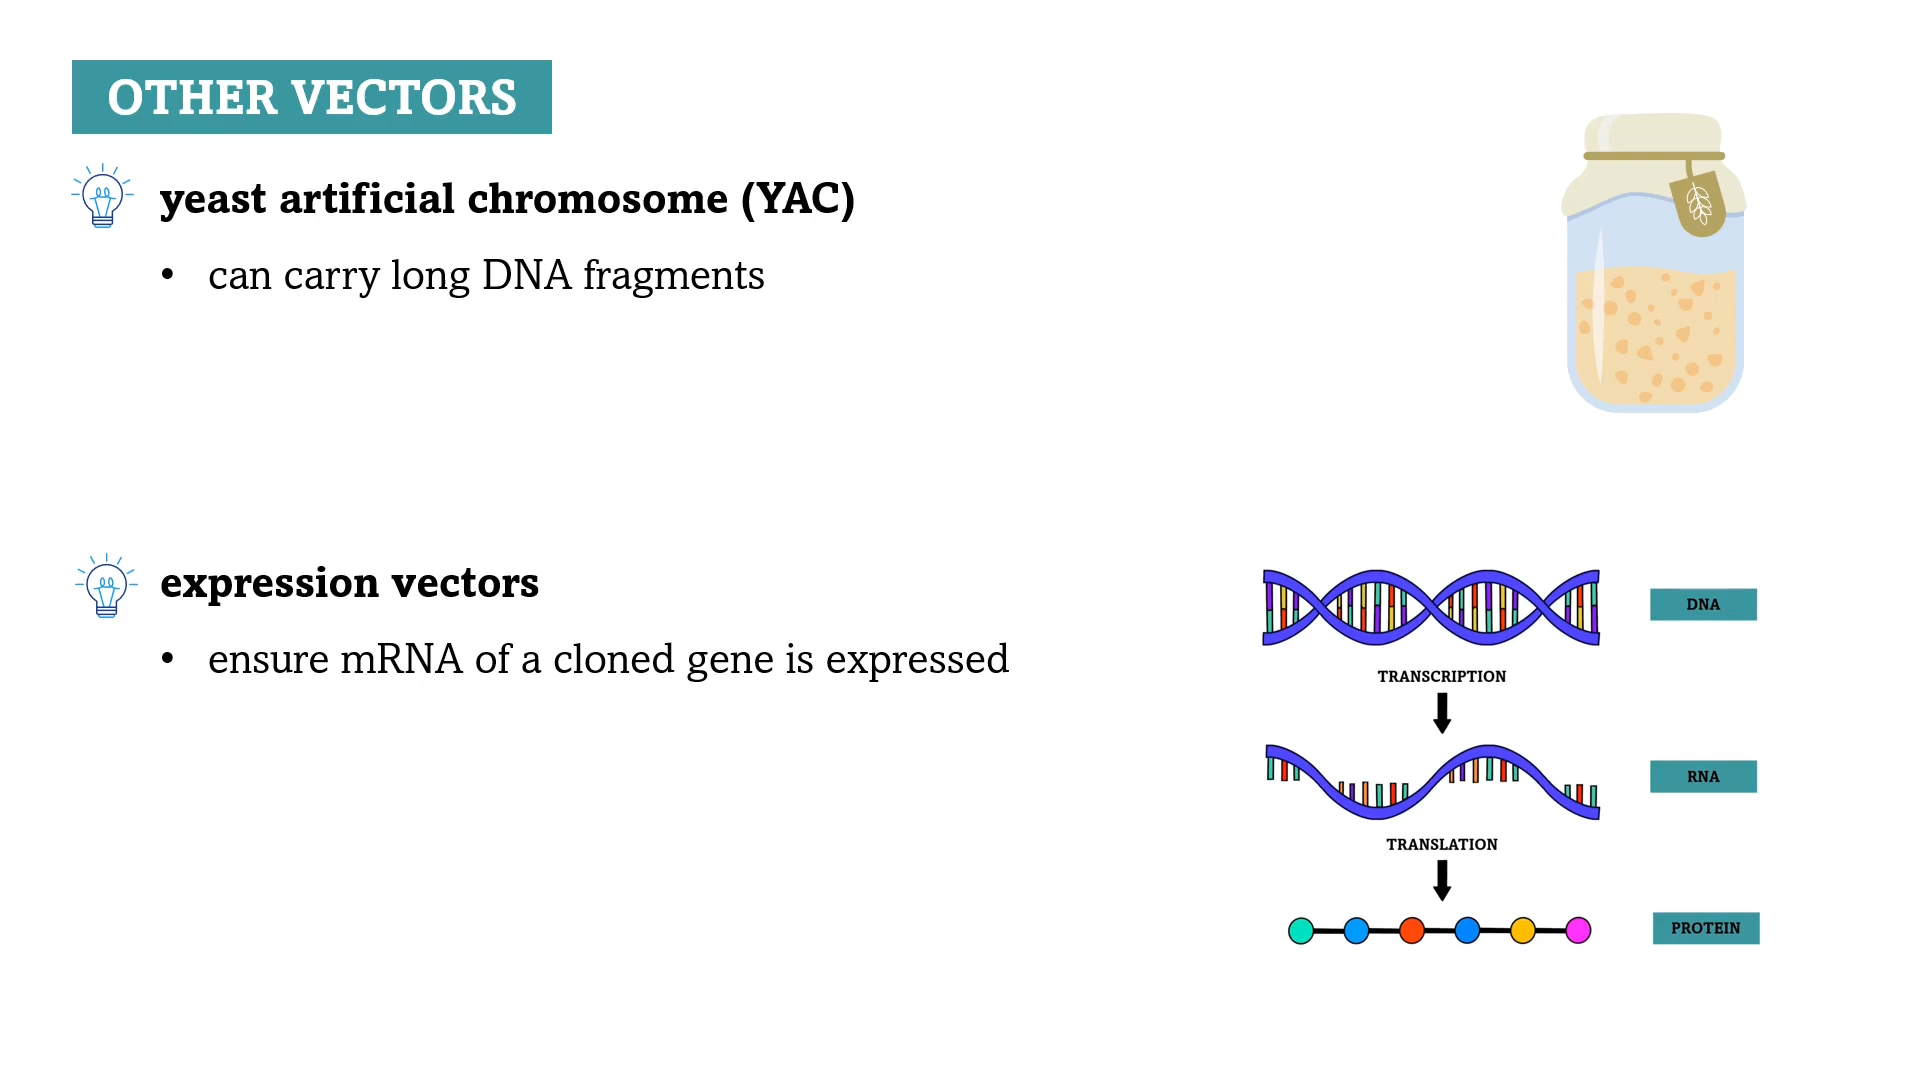 OTHER VECTORS
yeast artificial chromosome (YAC)
• can carry long DNA fragments
expression vectors
• ensure mRNA of a cloned gene is expressed
DNA
TRANSCRIPTION
RNA
TRANSLATION
PROTEIN